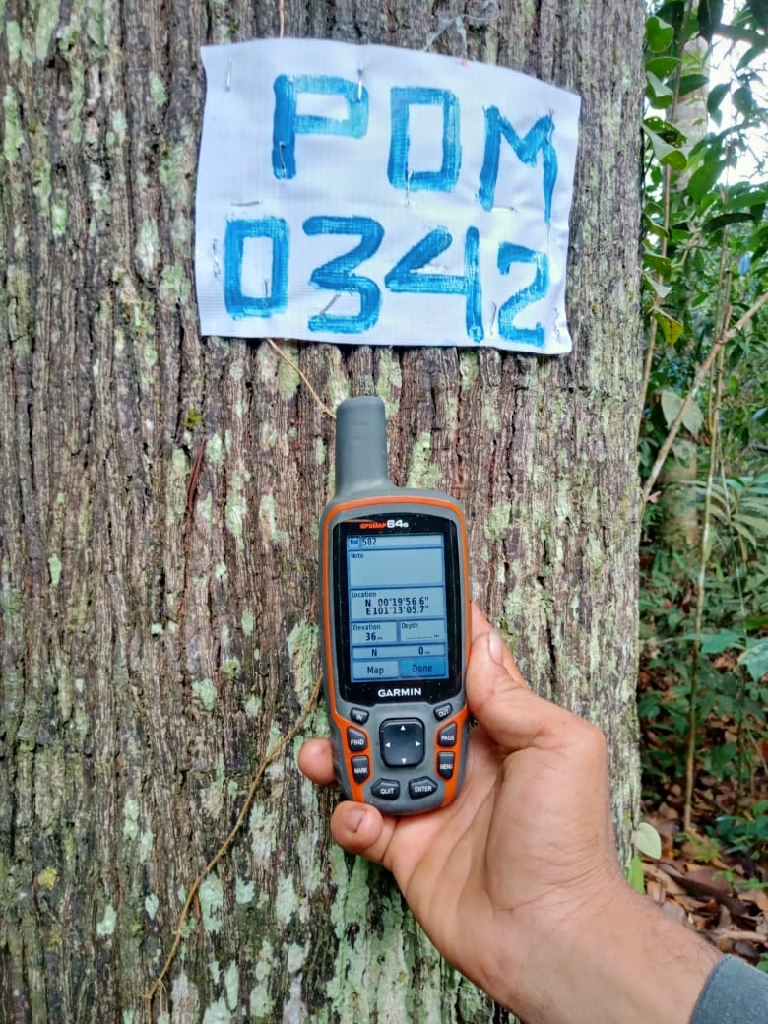 PDM
0342
GPSMAP 64s
582
Note
Location
N 00°19'56.6"
E101°13'05.7"
Elevation Depth
36m
N 0m
Map Done
GARMIN
IN OUT
FIND PAGE
MARK MENU
QUIT ENTER